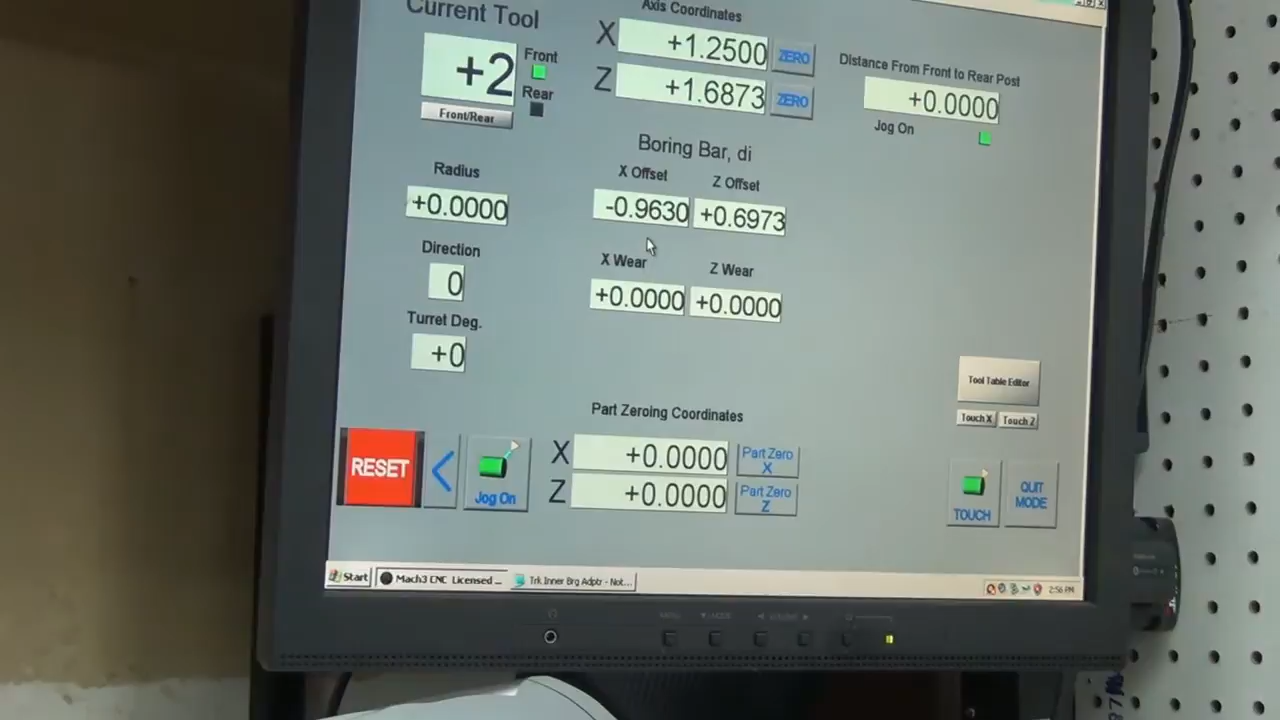 Current Tool
+2
Front
Rear
Front/Rear
Axis Coordinates
X +1.2500 ZERO
Z +1.6873 ZERO
Distance From Front to Rear Post
+0.0000
Jog On
Boring Bar, di
Radius
+0.0000
X Offset Z Offset
-0.9630 +0.6973
Direction
0
X Wear Z Wear
+0.0000 +0.0000
Turret Deg.
+0
Tool Table Editor
Touch X Touch Z
Part Zeroing Coordinates
X +0.0000 Part Zero X
Z +0.0000 Part Zero Z
RESET
Jog On
TOUCH
QUIT MODE
Start
Mach3 CNC Licensed ...
Trk Inner Brg Adptr - Not...
2:56 PM